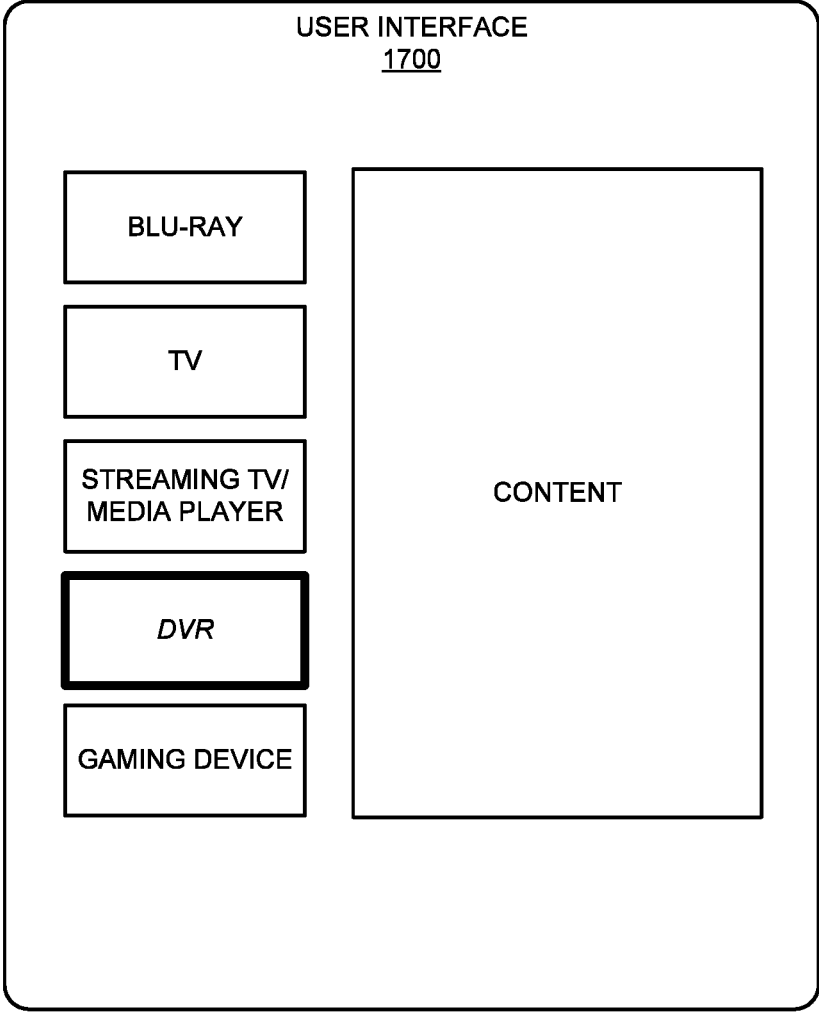 USER INTERFACE
1700
BLU-RAY
TV
STREAMING TV/
MEDIA PLAYER
DVR
GAMING DEVICE
CONTENT